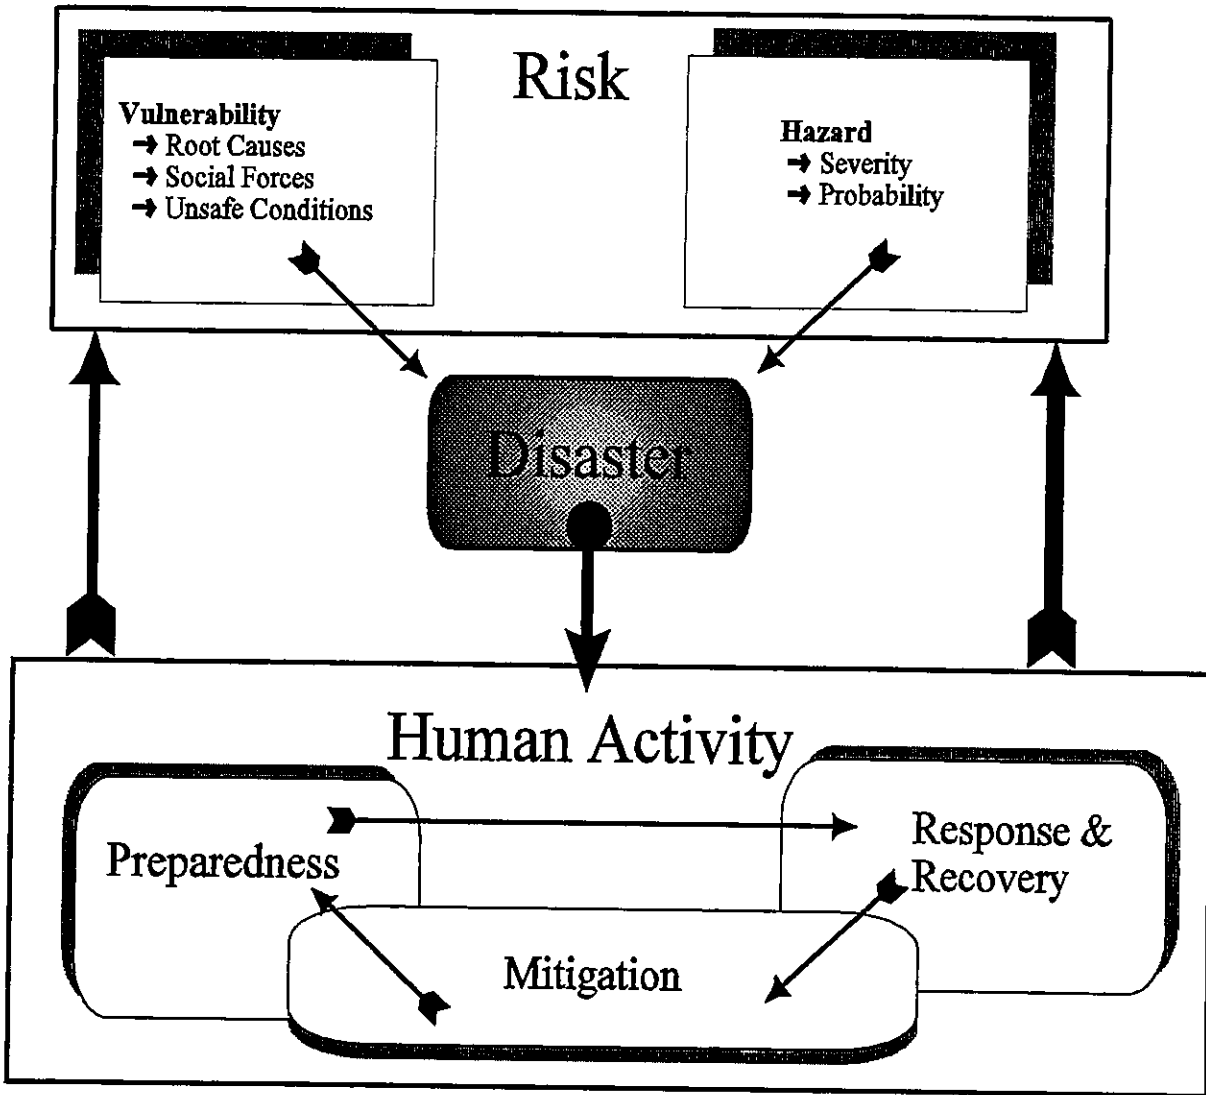 Risk
Vulnerability
➔ Root Causes
➔ Social Forces
➔ Unsafe Conditions
Hazard
➔ Severity
➔ Probability
Disaster
Human Activity
Preparedness
Response &
Recovery
Mitigation